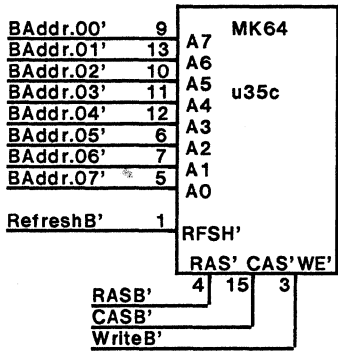 BAddr.00' 9 A7 MK64
BAddr.01' 13 A6
BAddr.02' 10 A5 u35c
BAddr.03' 11 A4
BAddr.04' 12 A3
BAddr.05' 6 A2
BAddr.06' 7 A1
BAddr.07' 5 A0
RefreshB' 1 RFSH'
RAS' CAS' WE'
4 15 3
RASB'
CASB'
WriteB'